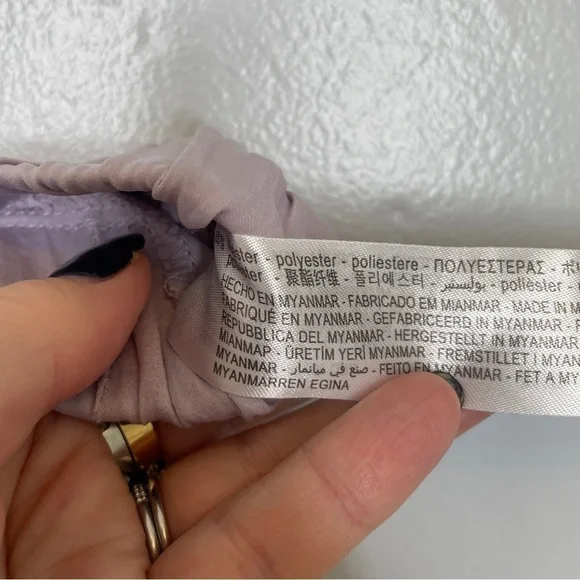 polyester - poliestere - ΠΟΛΥΕΣΤΕΡΑΣ -
- 聚酯纤维 - 폴리에스터 - بوليستر - polièster -
HECHO EN MYANMAR - FABRICADO EM MIANMAR - MADE IN
FABRIQUÉ EN MYANMAR - GEFABRICEERD IN MYANMAR -
REPUBBLICA DEL MYANMAR - HERGESTELLT IN MYANMAR
МІАНМАР - ÜRETİM YERİ MYANMAR - FREMSTILLET I
MYANMAR - صنع في ميانمار - FEITO EN MYANMAR - FET A
MYANMARREN EGINA